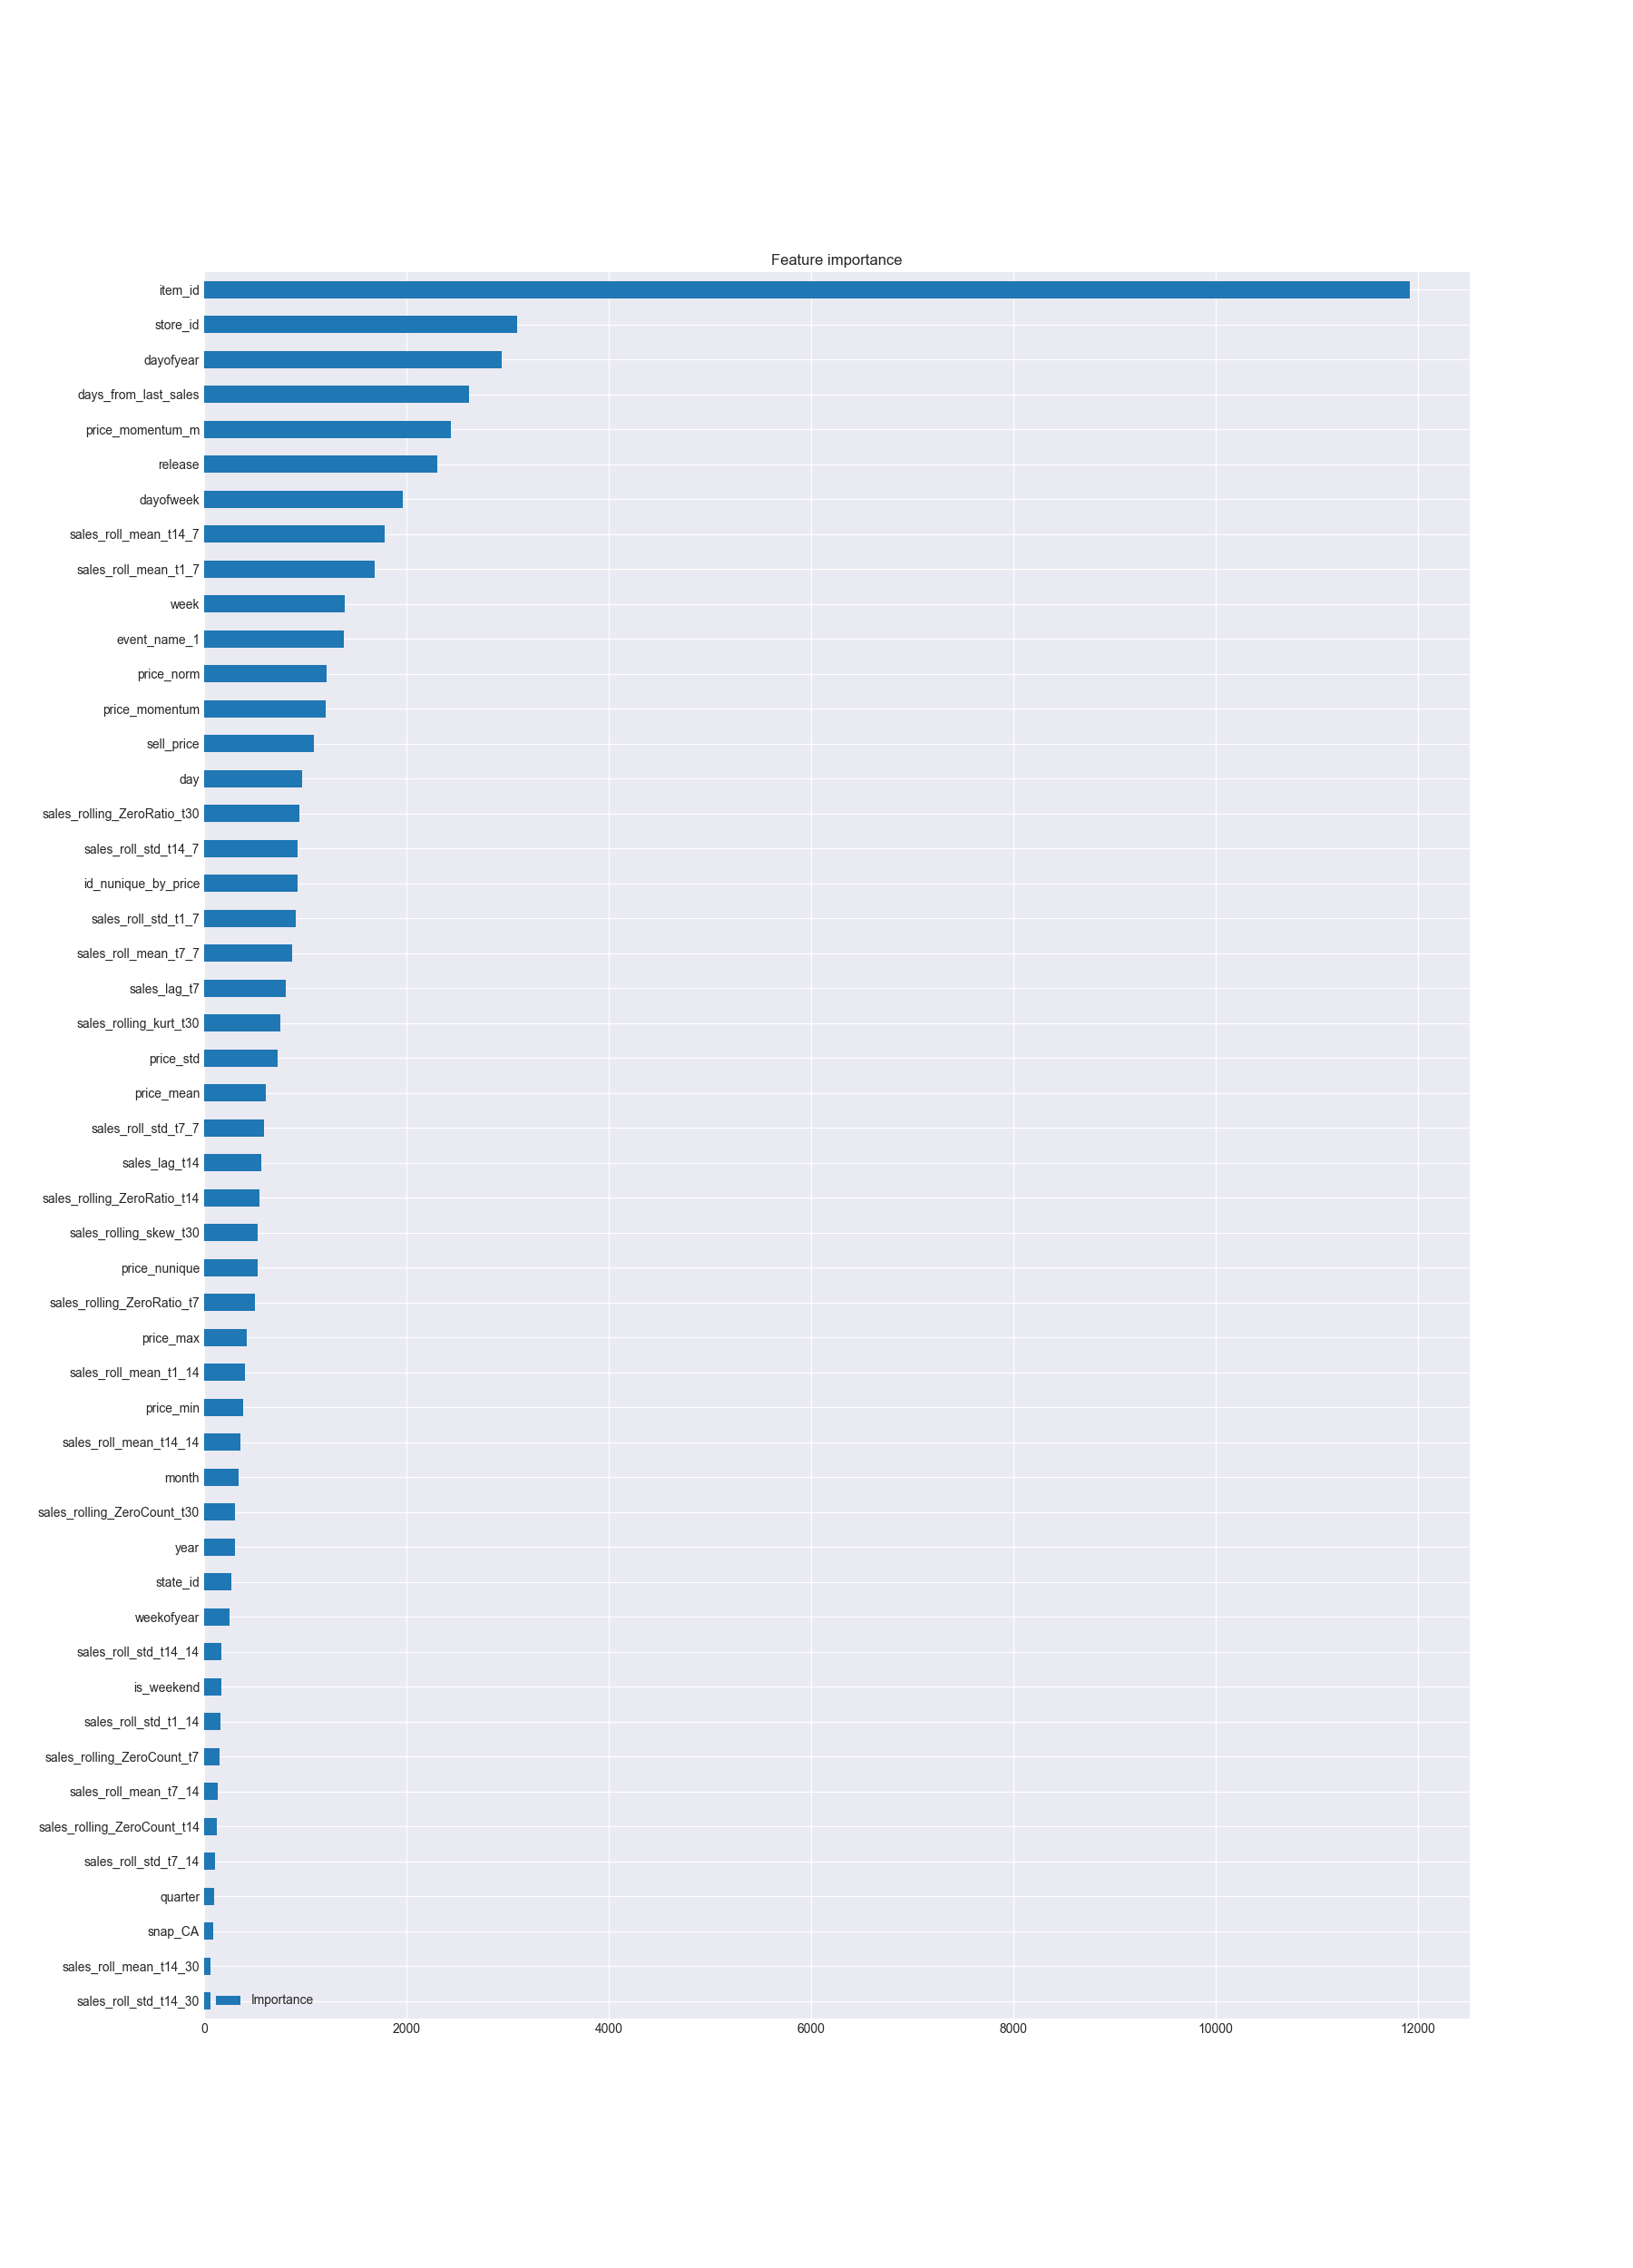 Feature importance
item_id
store_id
dayofyear
days_from_last_sales
price_momentum_m
release
dayofweek
sales_roll_mean_t14_7
sales_roll_mean_t1_7
week
event_name_1
price_norm
price_momentum
sell_price
day
sales_rolling_ZeroRatio_t30
sales_roll_std_t14_7
id_nunique_by_price
sales_roll_std_t1_7
sales_roll_mean_t7_7
sales_lag_t7
sales_rolling_kurt_t30
price_std
price_mean
sales_roll_std_t7_7
sales_lag_t14
sales_rolling_ZeroRatio_t14
sales_rolling_skew_t30
price_nunique
sales_rolling_ZeroRatio_t7
price_max
sales_roll_mean_t1_14
price_min
sales_roll_mean_t14_14
month
sales_rolling_ZeroCount_t30
year
state_id
weekofyear
sales_roll_std_t14_14
is_weekend
sales_roll_std_t1_14
sales_rolling_ZeroCount_t7
sales_roll_mean_t7_14
sales_rolling_ZeroCount_t14
sales_roll_std_t7_14
quarter
snap_CA
sales_roll_mean_t14_30
sales_roll_std_t14_30 Importance
0 2000 4000 6000 8000 10000 12000